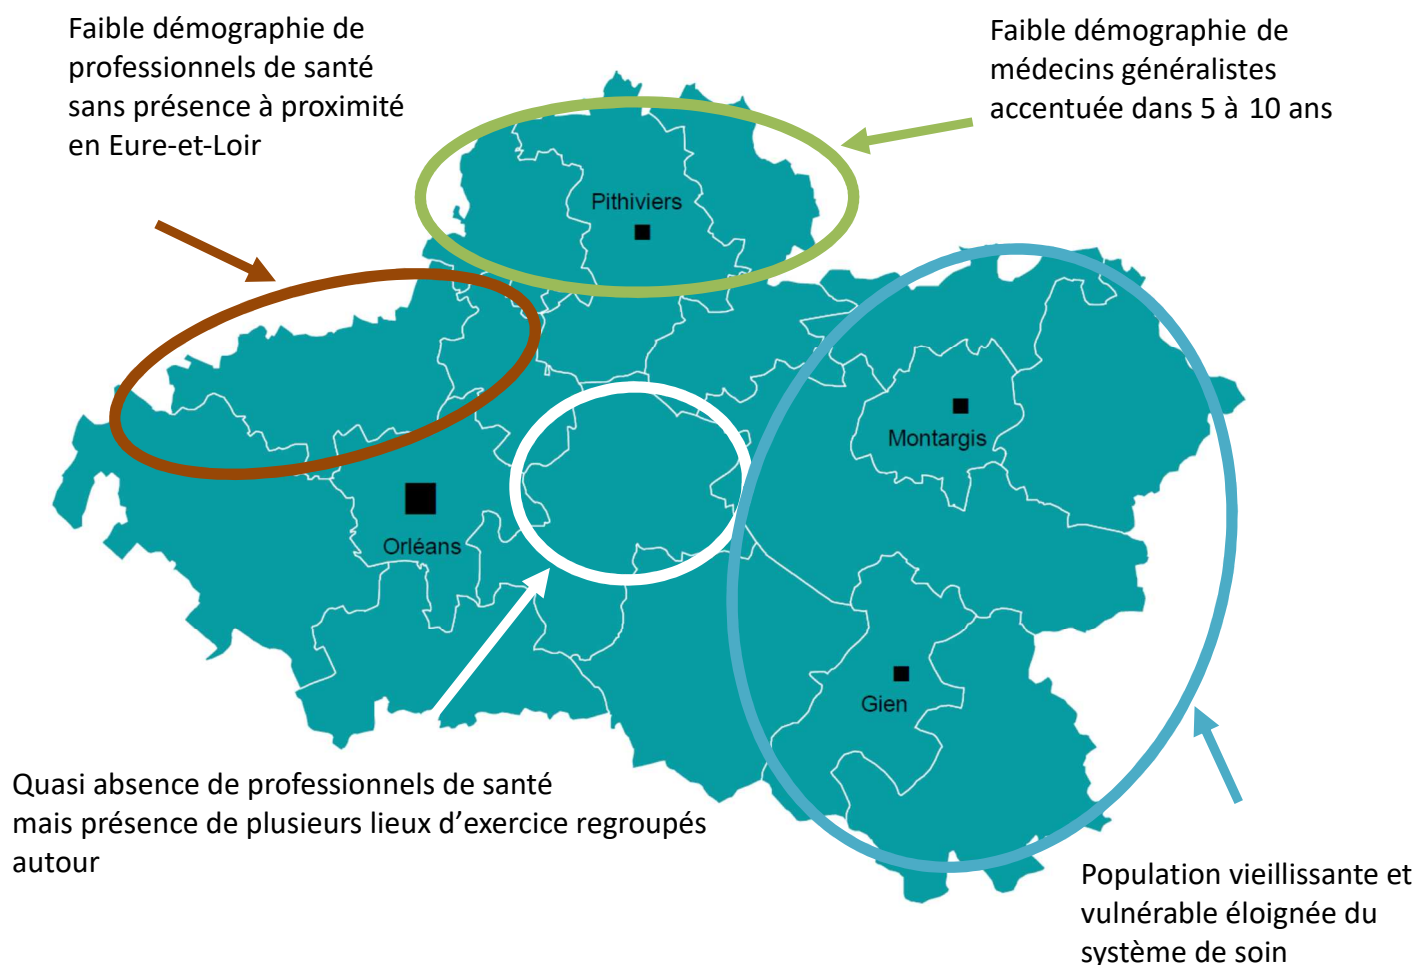 Faible démographie de
professionnels de santé
sans présence à proximité
en Eure-et-Loir
Faible démographie de
médecins généralistes
accentuée dans 5 à 10 ans
Pithiviers
Montargis
Orléans
Gien
Quasi absence de professionnels de santé
mais présence de plusieurs lieux d’exercice regroupés
autour
Population vieillissante et
vulnérable éloignée du
système de soin